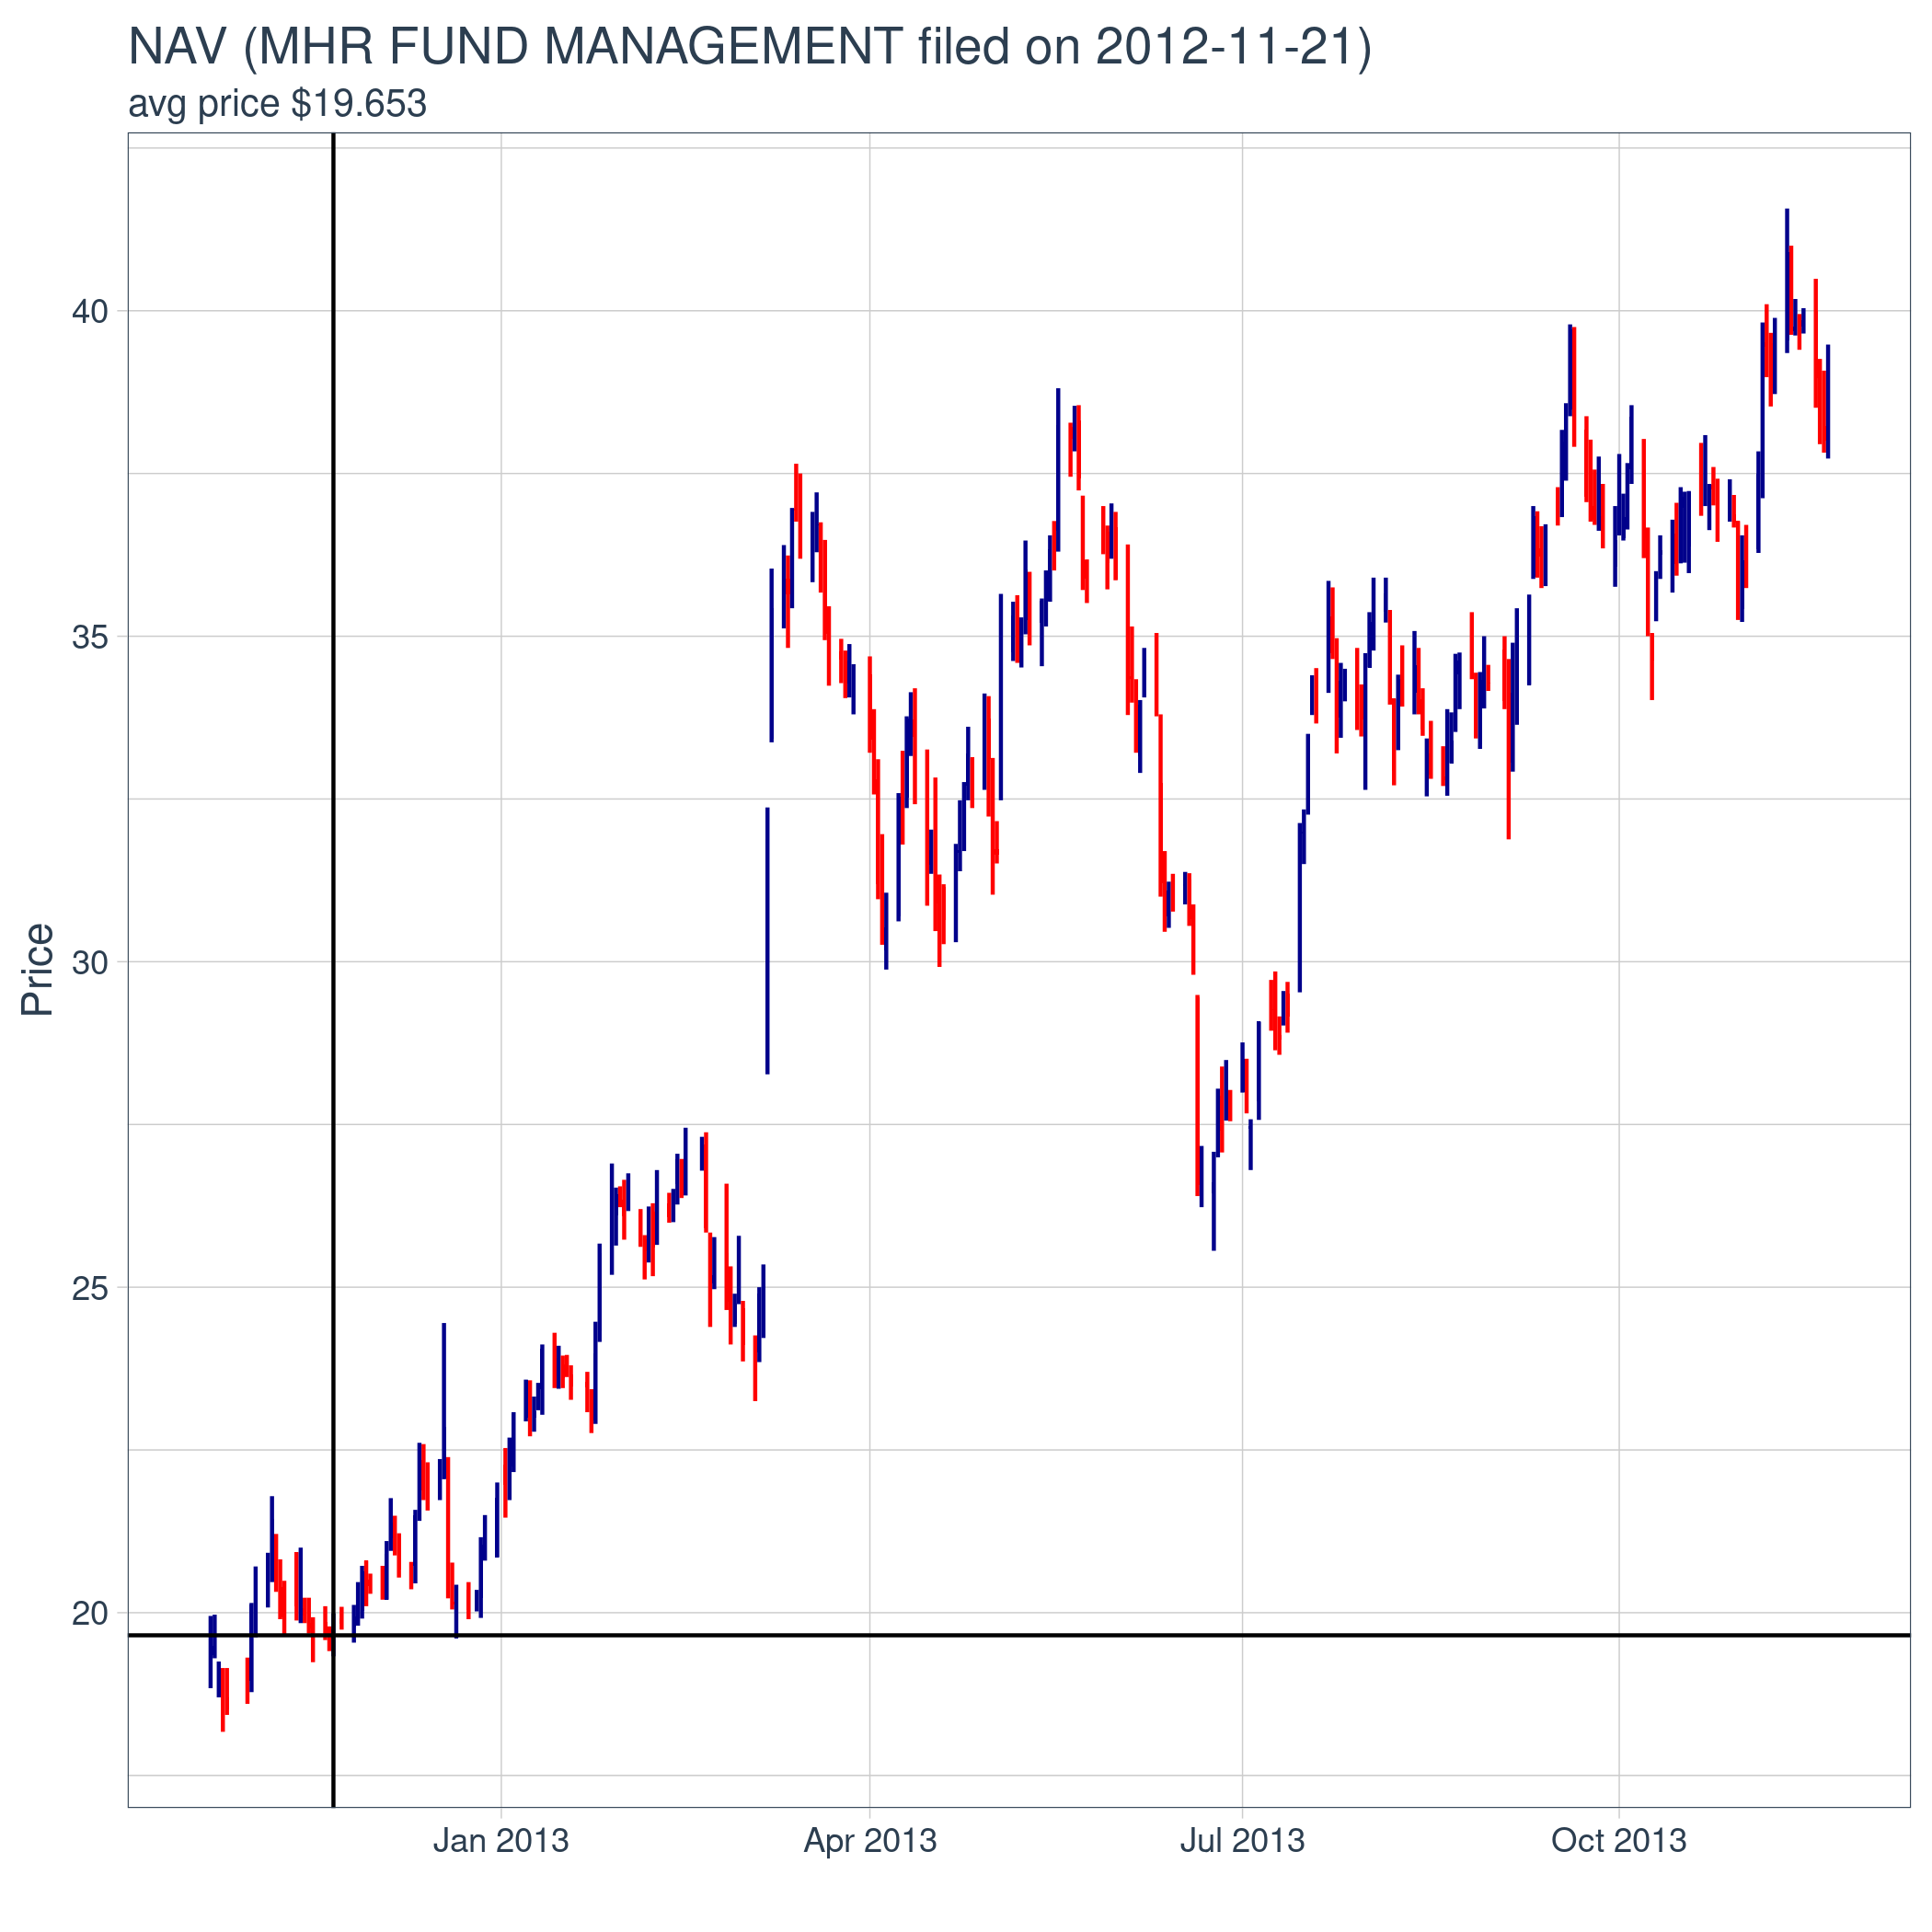 NAV (MHR FUND MANAGEMENT filed on 2012-11-21)
avg price $19.653
40
35
30
25
20
Price
Jan 2013
Apr 2013
Jul 2013
Oct 2013